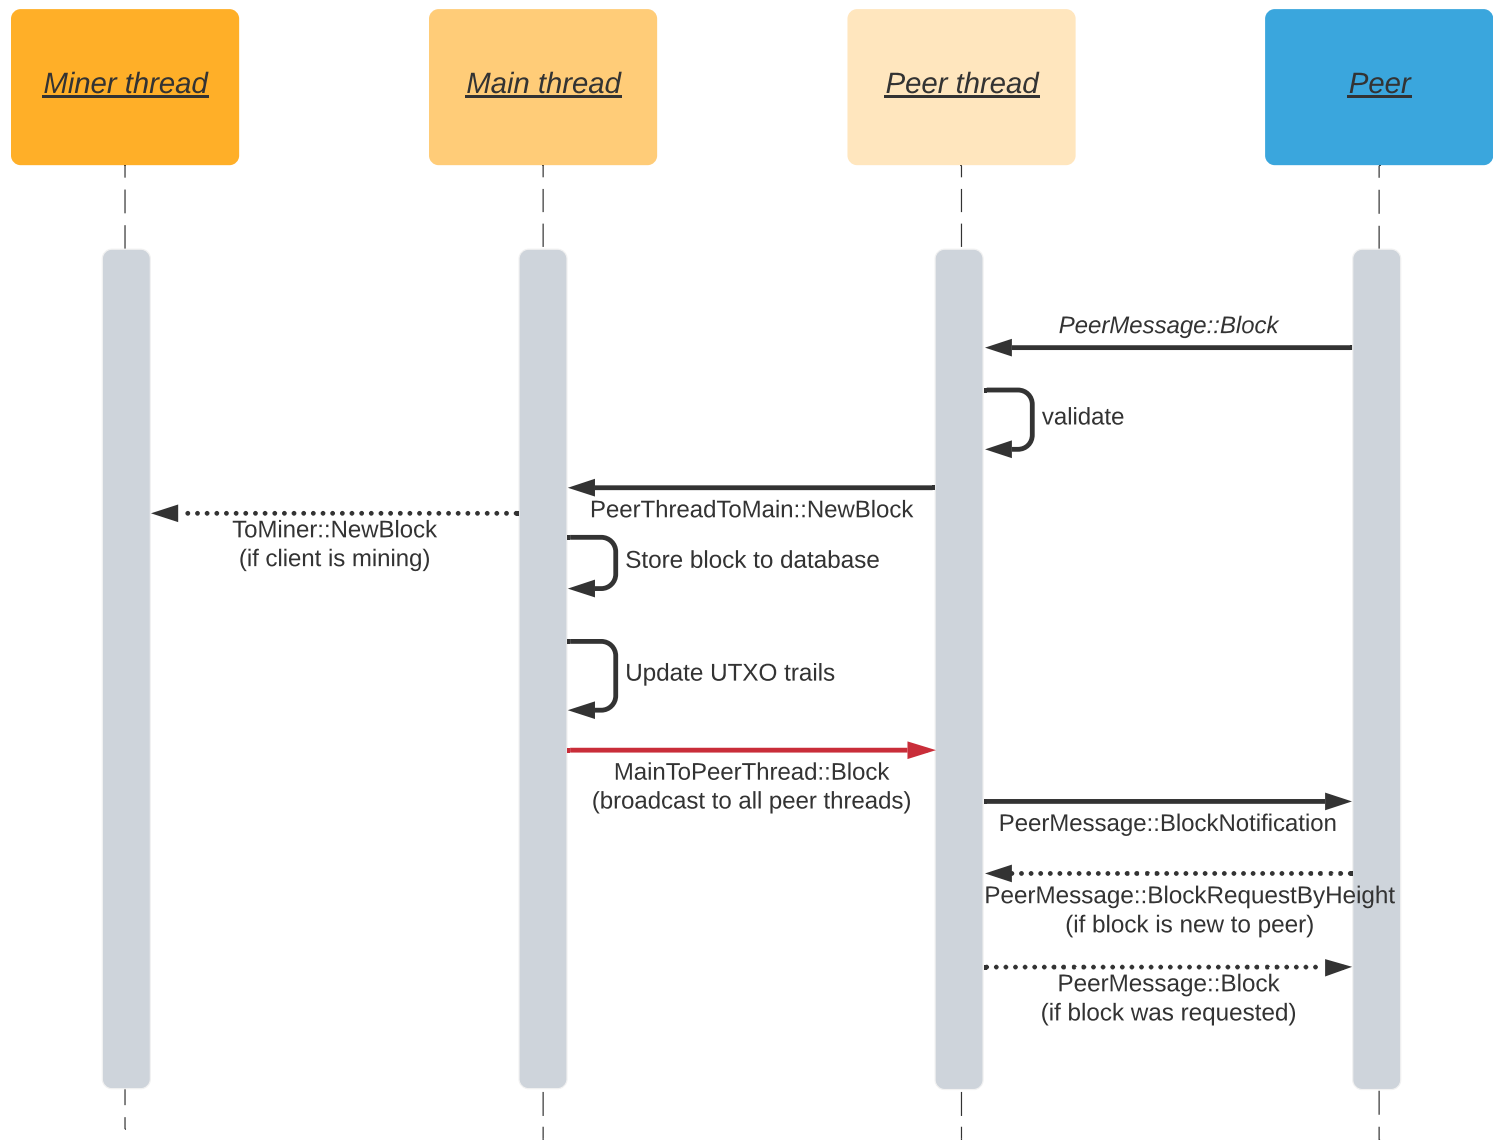 Miner thread
Main thread
Peer thread
Peer
PeerMessage::Block
validate
PeerThreadToMain::NewBlock
ToMiner::NewBlock
(if client is mining)
Store block to database
Update UTXO trails
MainToPeerThread::Block
(broadcast to all peer threads)
PeerMessage::BlockNotification
PeerMessage::BlockRequestByHeight
(if block is new to peer)
PeerMessage::Block
(if block was requested)